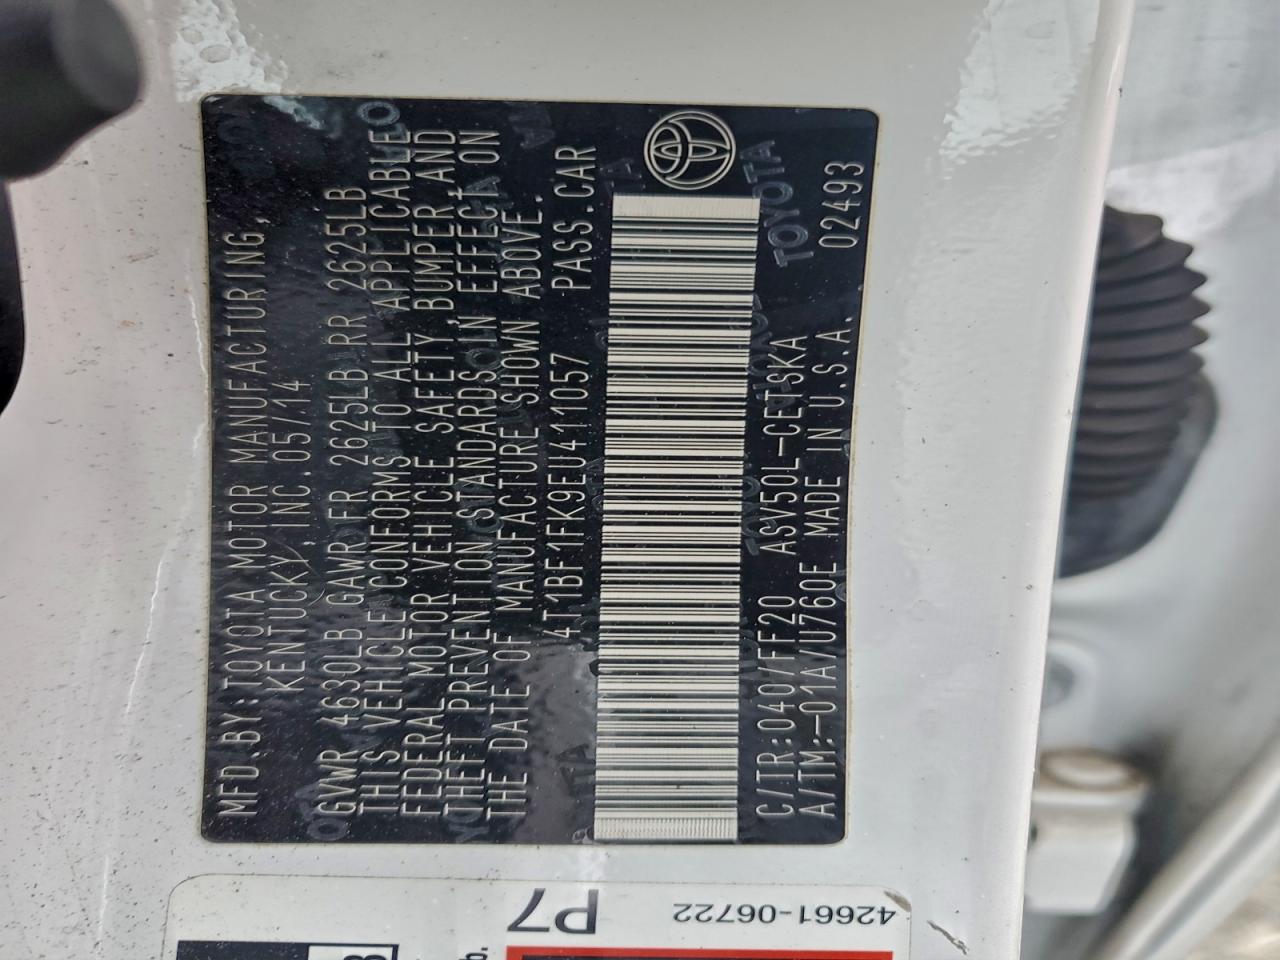 MFD.BY:TOYOTA MOTOR MANUFACTURING,
KENTUCKY, INC.05/14
GVWR 4630LB GAWR FR 2625LB RR 2625LB
THIS VEHICLE CONFORMS TO ALL APPLICABLE
FEDERAL MOTOR VEHICLE SAFETY, BUMPER AND
THEFT PREVENTION STANDARDS IN EFFECT ON
THE DATE OF MANUFACTURE SHOWN ABOVE.
4T1BF1FK9EU411057 PASS.CAR
C/TR:040/FF20 ASV50L-CETSKA
A/TM:-01A/U760E MADE IN U.S.A. 02493
TOYOTA
P7 42661-06722